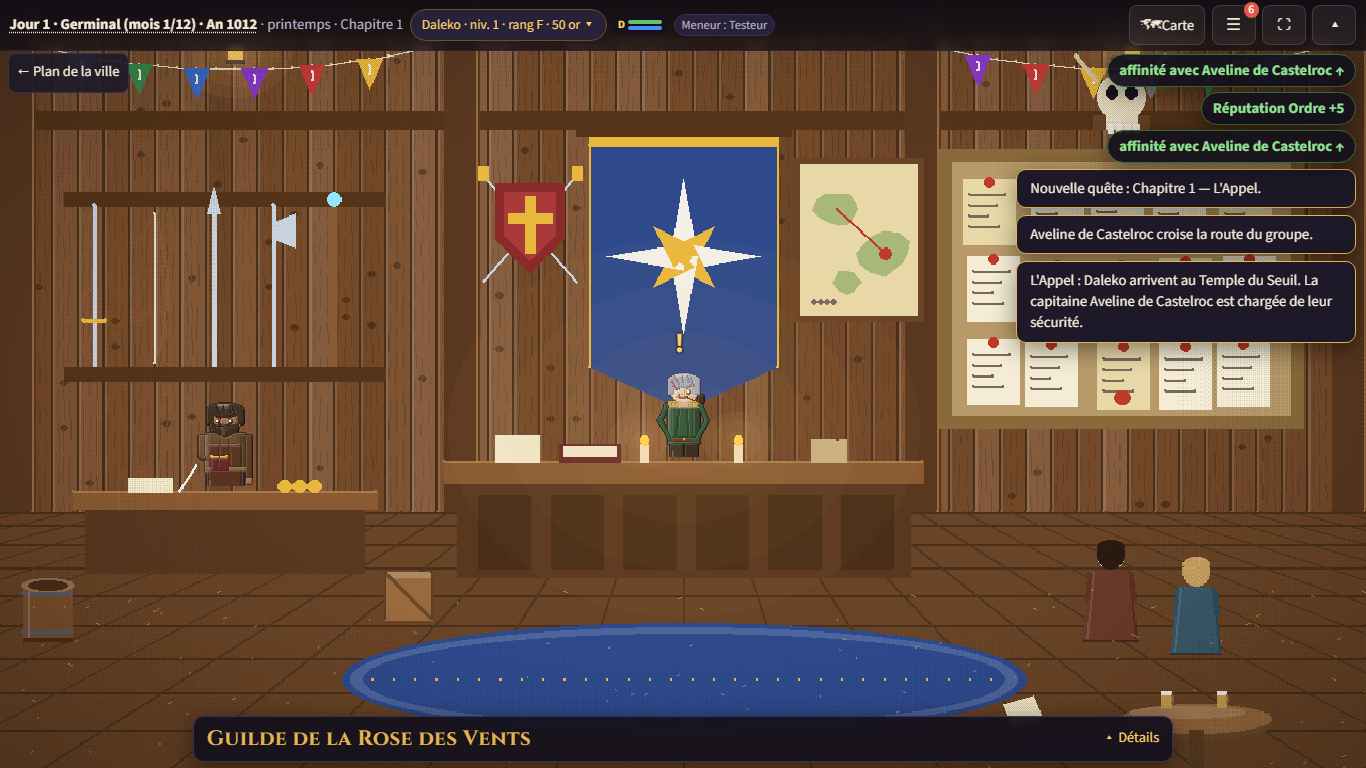 Jour 1 · Germinal (mois 1/12) · An 1012 · printemps · Chapitre 1
Daleko · niv. 1 · rang F · 50 or ▾
D
Meneur : Testeur
Carte
6
← Plan de la ville
affinité avec Aveline de Castelroc ↑
Réputation Ordre +5
affinité avec Aveline de Castelroc ↑
Nouvelle quête : Chapitre 1 — L'Appel.
Aveline de Castelroc croise la route du groupe.
L'Appel : Daleko arrivent au Temple du Seuil. La
capitaine Aveline de Castelroc est chargée de leur
sécurité.
!
Guilde de la Rose des Vents
▴ Détails